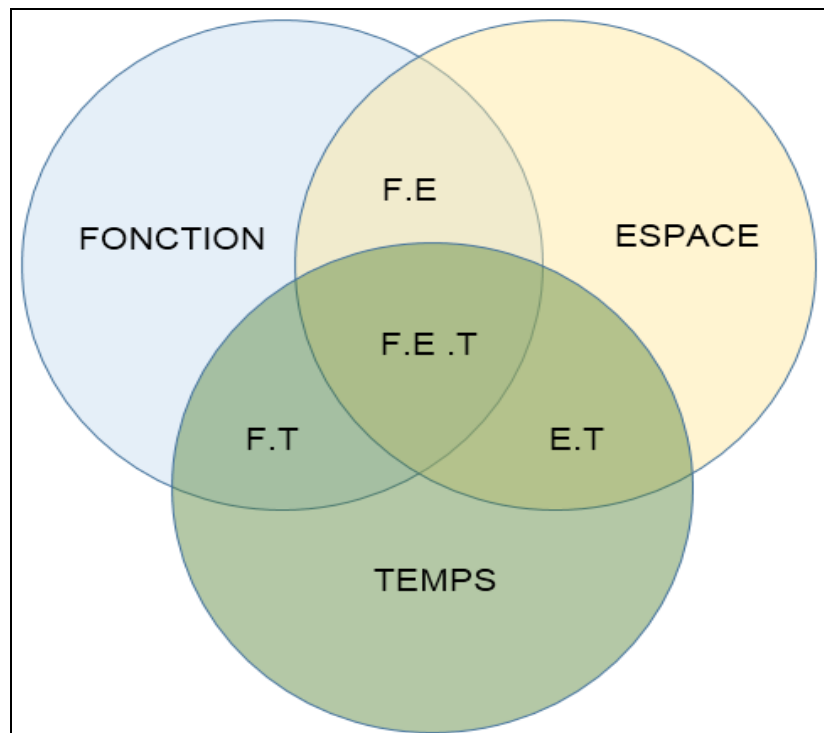 F.E
FONCTION
ESPACE
F.E .T
F.T
E.T
TEMPS